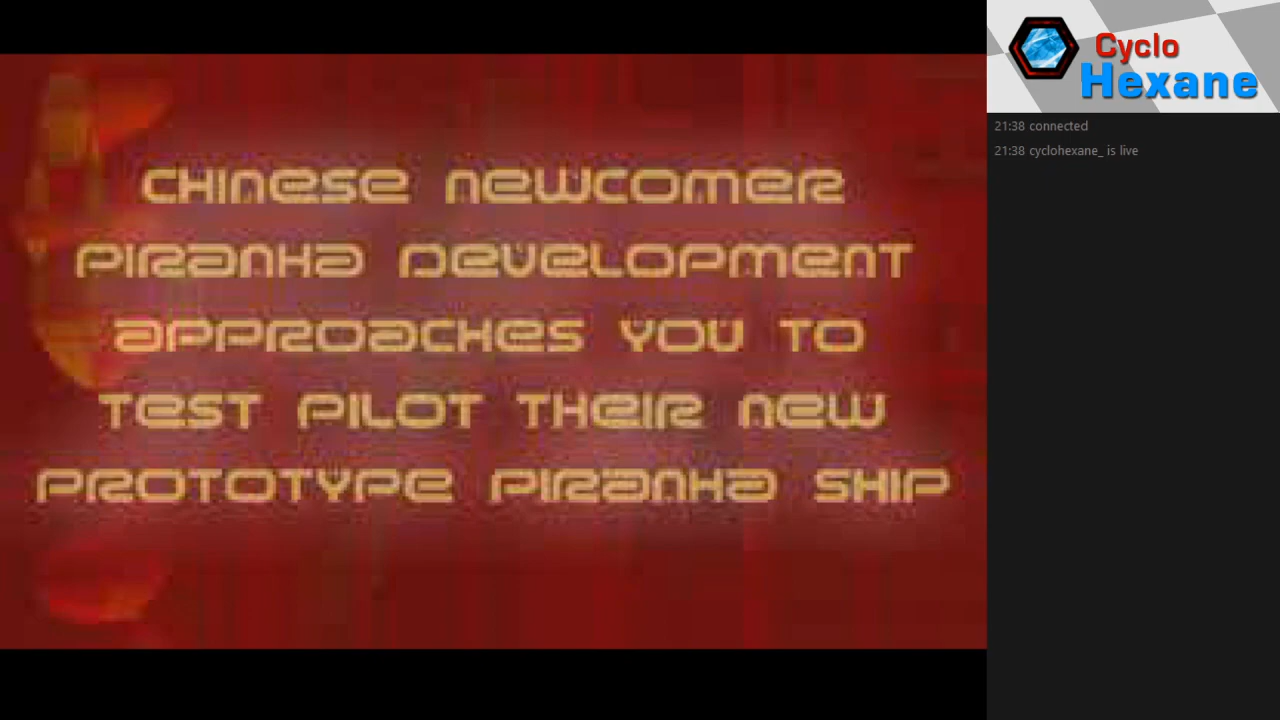 CHINESE NEWCOMER
PIRANHA DEVELOPMENT
APPROACHES YOU TO
TEST PILOT THEIR NEW
PROTOTYPE PIRANHA SHIP
Cyclo
Hexane
21:38 connected
21:38 cyclohexane_ is live